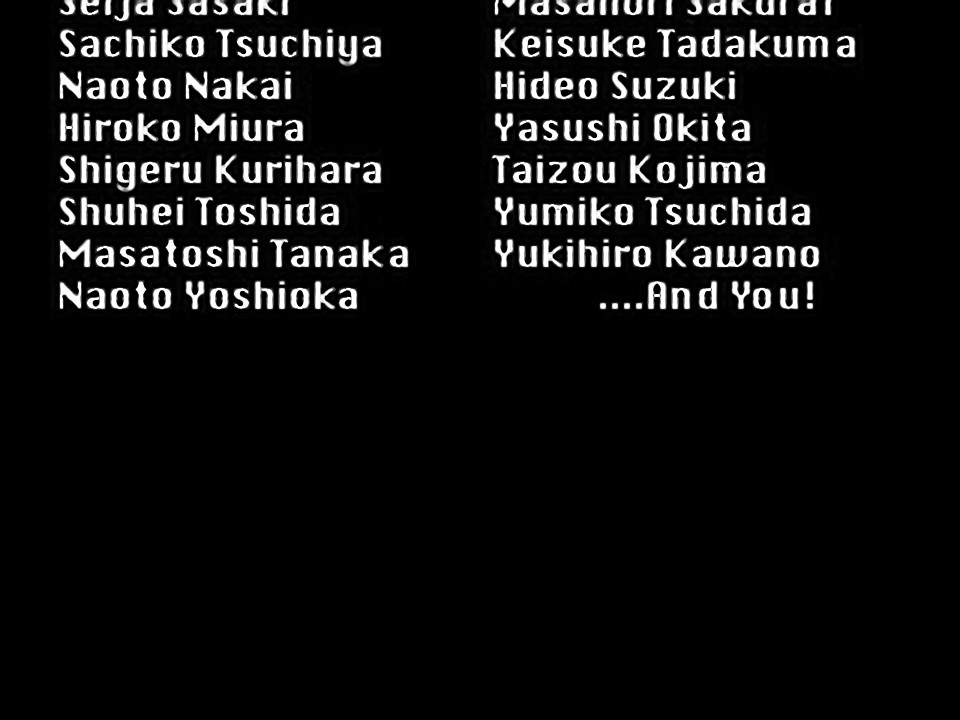 Seija Sasaki Masanori Sakurai
Sachiko Tsuchiya Keisuke Tadakuma
Naoto Nakai Hideo Suzuki
Hiroko Miura Yasushi Okita
Shigeru Kurihara Taizou Kojima
Shuhei Toshida Yumiko Tsuchida
Masatoshi Tanaka Yukihiro Kawano
Naoto Yoshioka ....And You!